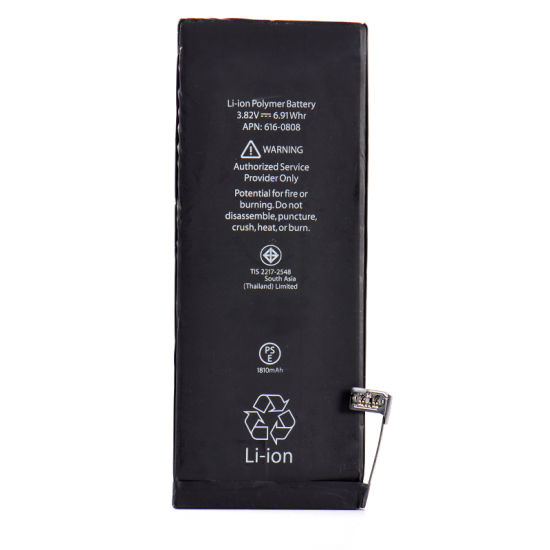 Li-ion Polymer Battery
3.82V ⎓ 6.91Whr
APN: 616-0808
WARNING
Authorized Service
Provider Only
Potential for fire or
burning. Do not
disassemble, puncture,
crush, heat, or burn.
TIS 2217-2548
South Asia
(Thailand) Limited
PS
E
1810mAh
Li-ion